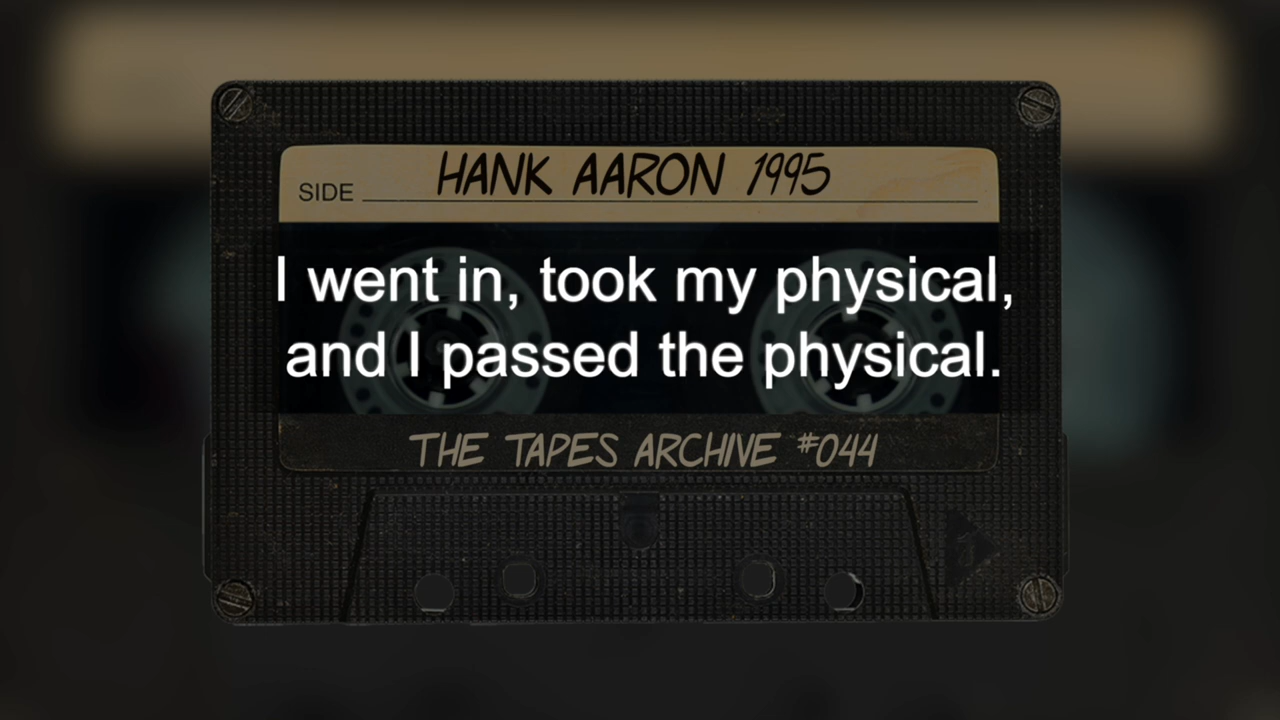 HANK AARON 1995
SIDE
I went in, took my physical,
and I passed the physical.
THE TAPES ARCHIVE #044